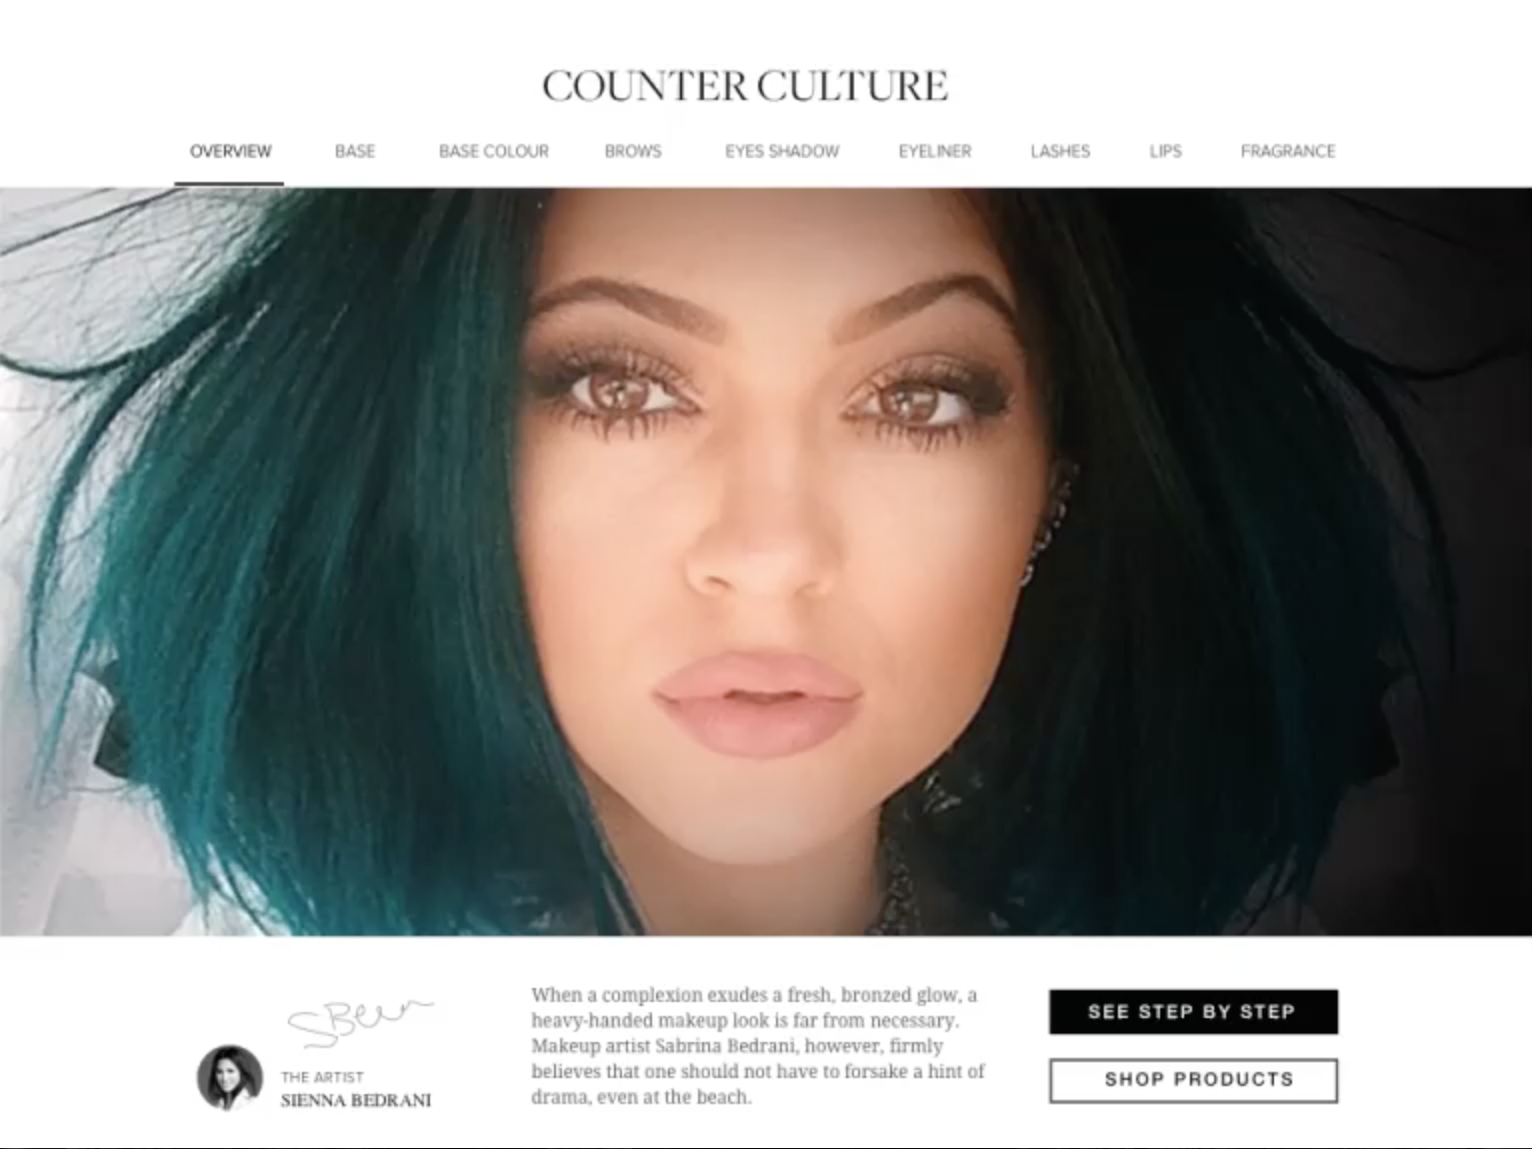 COUNTER CULTURE
OVERVIEW BASE BASE COLOUR BROWS EYES SHADOW EYELINER LASHES LIPS FRAGRANCE
SBen
THE ARTIST
SIENNA BEDRANI
When a complexion exudes a fresh, bronzed glow, a
heavy-handed makeup look is far from necessary.
Makeup artist Sabrina Bedrani, however, firmly
believes that one should not have to forsake a hint of
drama, even at the beach.
SEE STEP BY STEP
SHOP PRODUCTS